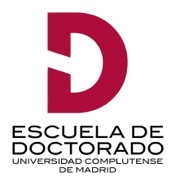 D
ESCUELA DE
DOCTORADO
UNIVERSIDAD COMPLUTENSE
DE MADRID